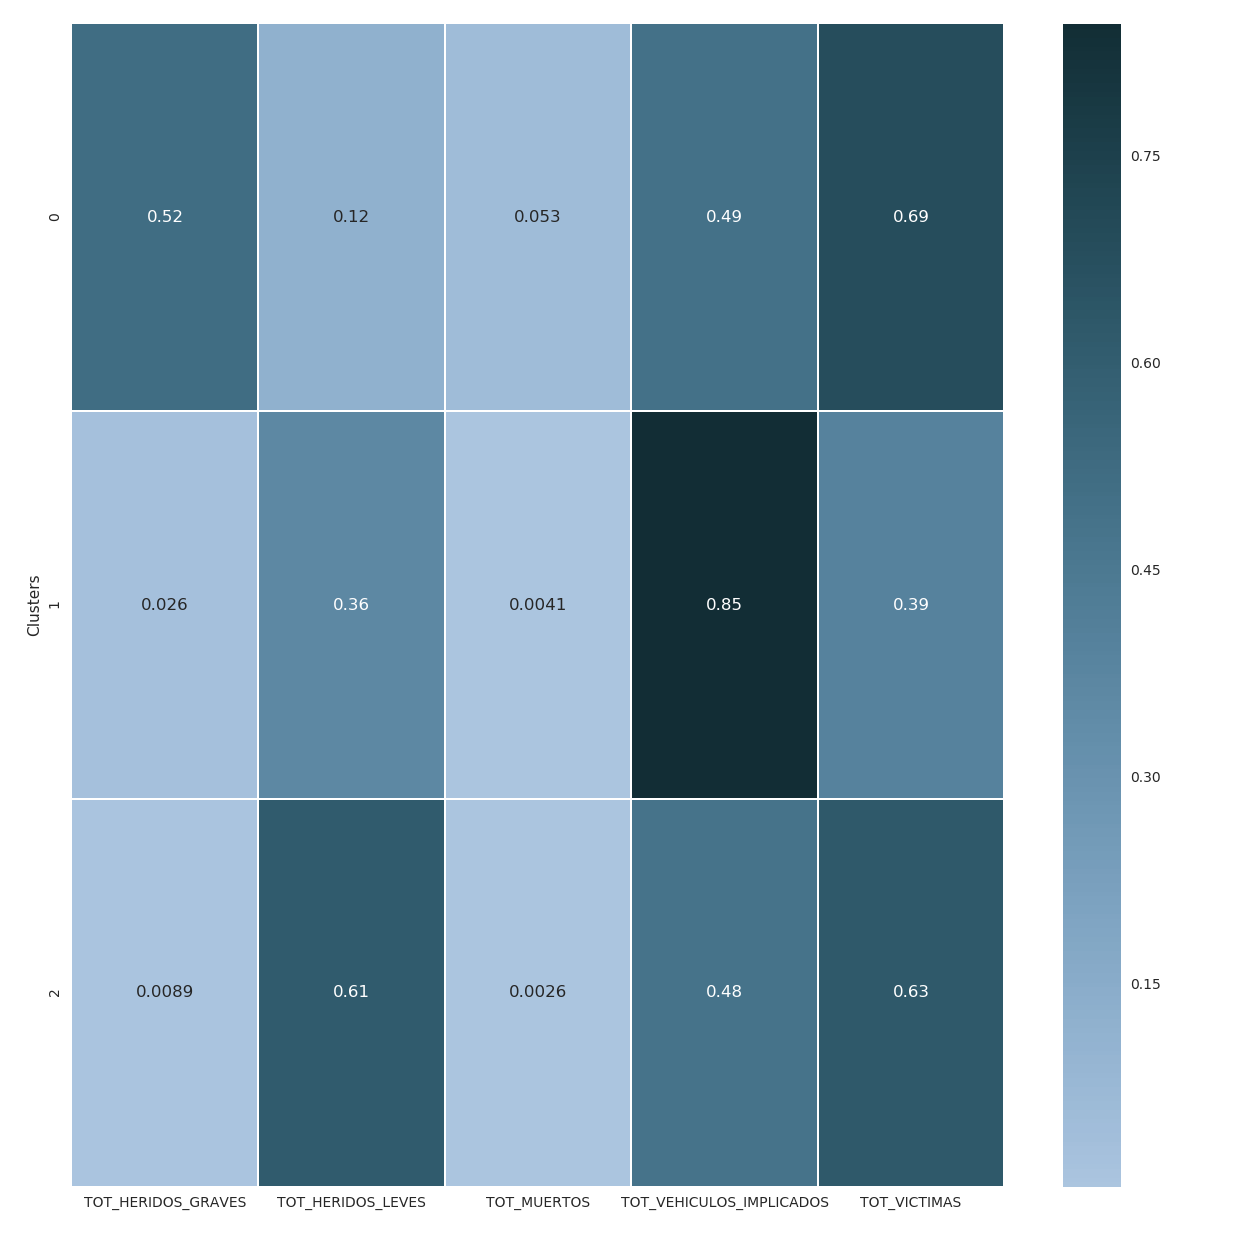 Clusters
0
0.52 0.12 0.053 0.49 0.69
1
0.026 0.36 0.0041 0.85 0.39
2
0.0089 0.61 0.0026 0.48 0.63
TOT_HERIDOS_GRAVES TOT_HERIDOS_LEVES TOT_MUERTOS TOT_VEHICULOS_IMPLICADOS TOT_VICTIMAS
0.75
0.60
0.45
0.30
0.15